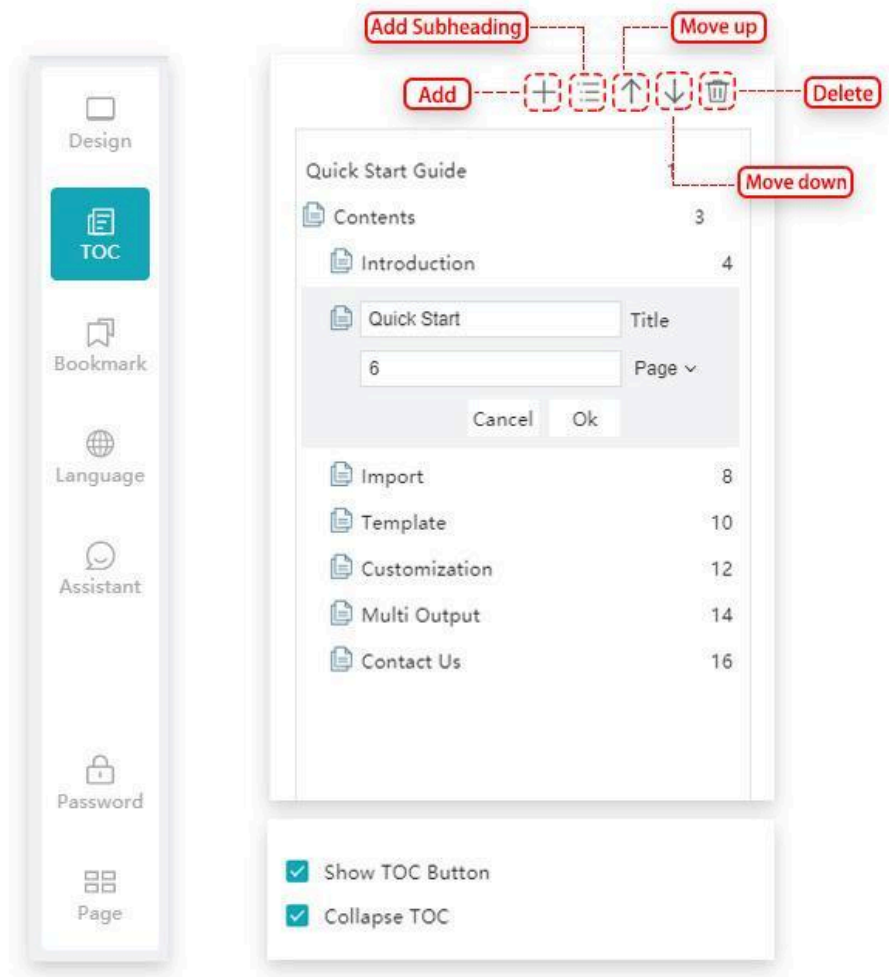 Add Subheading
Move up
Add
Delete
Move down
Design
TOC
Bookmark
Language
Assistant
Password
Page
Quick Start Guide 1
Contents 3
Introduction 4
Quick Start Title
6 Page
Cancel Ok
Import 8
Template 10
Customization 12
Multi Output 14
Contact Us 16
Show TOC Button
Collapse TOC